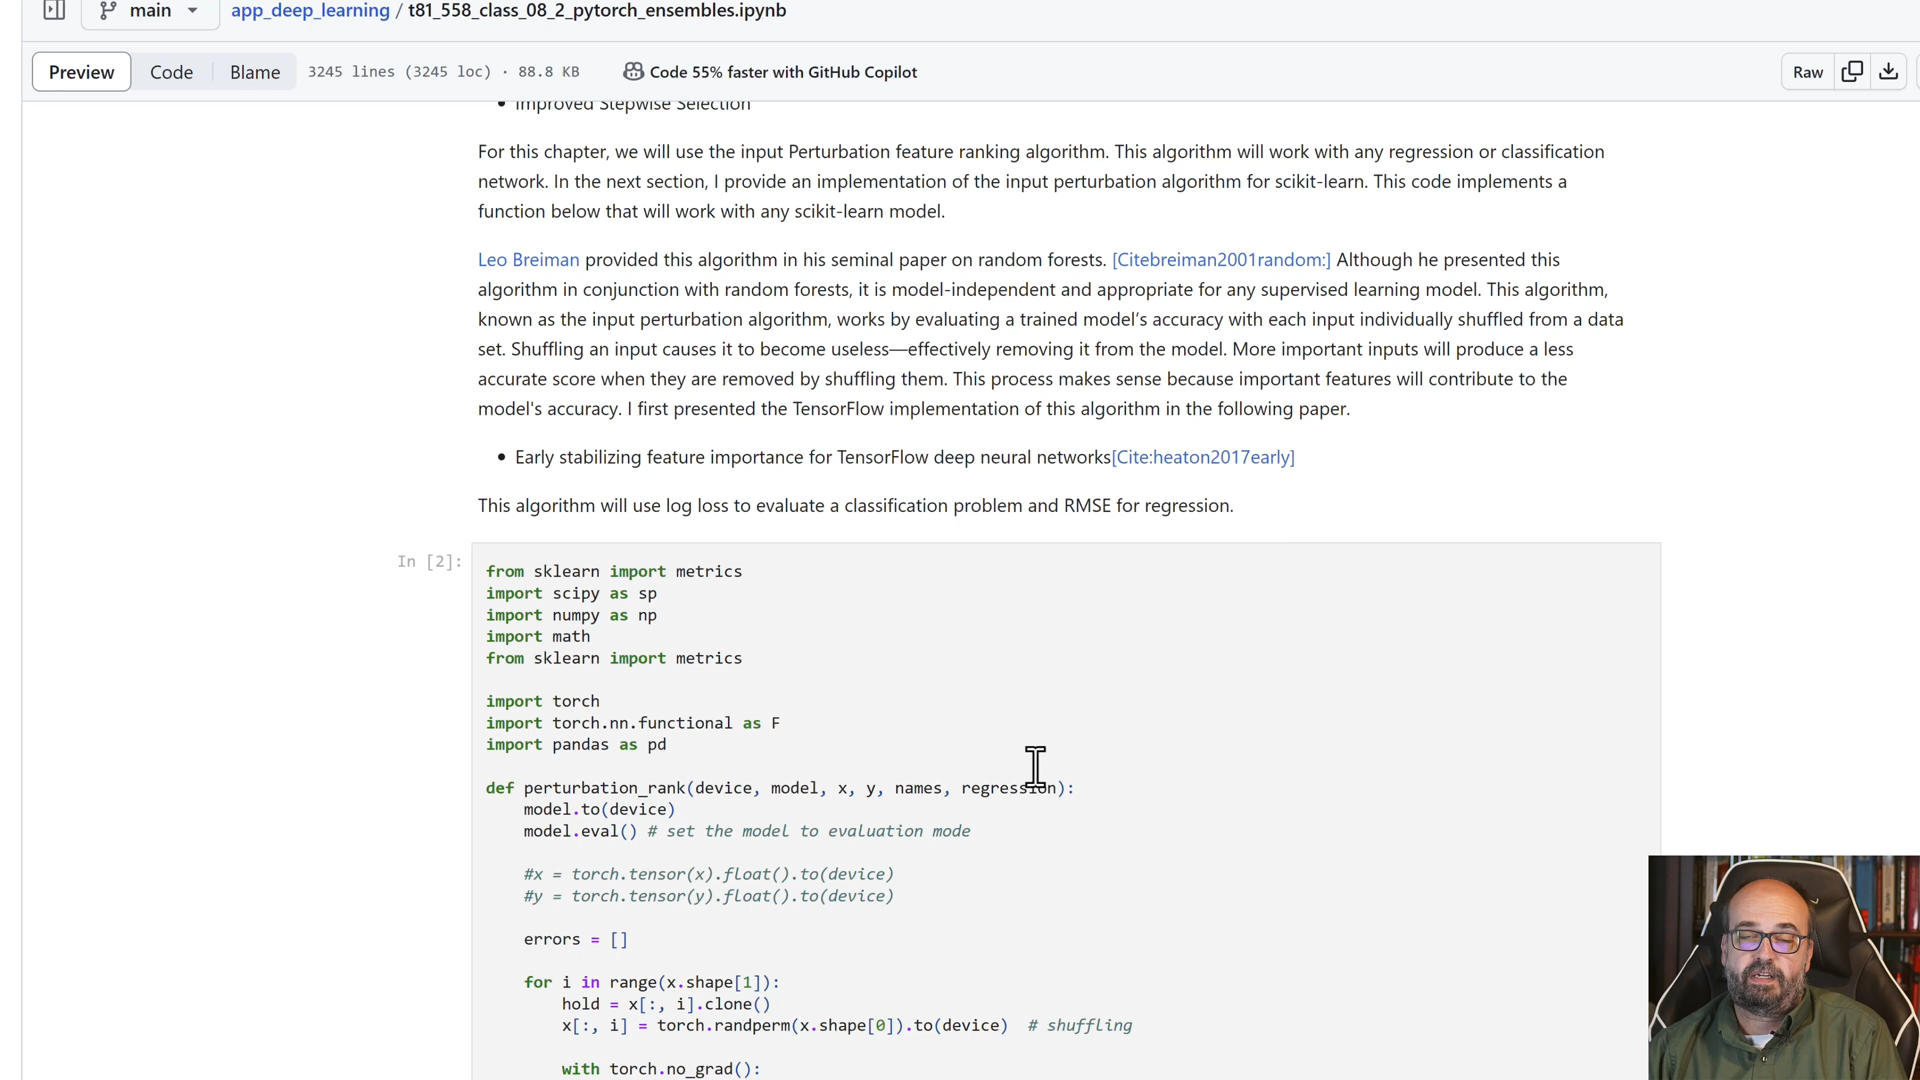 main
app_deep_learning / t81_558_class_08_2_pytorch_ensembles.ipynb
Preview Code Blame 3245 lines (3245 loc) · 88.8 KB Code 55% faster with GitHub Copilot Raw
• Improved Stepwise Selection
For this chapter, we will use the input Perturbation feature ranking algorithm. This algorithm will work with any regression or classification
network. In the next section, I provide an implementation of the input perturbation algorithm for scikit-learn. This code implements a
function below that will work with any scikit-learn model.
Leo Breiman provided this algorithm in his seminal paper on random forests. [Citebreiman2001random:] Although he presented this
algorithm in conjunction with random forests, it is model-independent and appropriate for any supervised learning model. This algorithm,
known as the input perturbation algorithm, works by evaluating a trained model's accuracy with each input individually shuffled from a data
set. Shuffling an input causes it to become useless—effectively removing it from the model. More important inputs will produce a less
accurate score when they are removed by shuffling them. This process makes sense because important features will contribute to the
model's accuracy. I first presented the TensorFlow implementation of this algorithm in the following paper.
• Early stabilizing feature importance for TensorFlow deep neural networks[Cite:heaton2017early]
This algorithm will use log loss to evaluate a classification problem and RMSE for regression.
In [2]:
from sklearn import metrics
import scipy as sp
import numpy as np
import math
from sklearn import metrics
import torch
import torch.nn.functional as F
import pandas as pd
def perturbation_rank(device, model, x, y, names, regression):
model.to(device)
model.eval() # set the model to evaluation mode
#x = torch.tensor(x).float().to(device)
#y = torch.tensor(y).float().to(device)
errors = []
for i in range(x.shape[1]):
hold = x[:, i].clone()
x[:, i] = torch.randperm(x.shape[0]).to(device) # shuffling
with torch.no_grad():